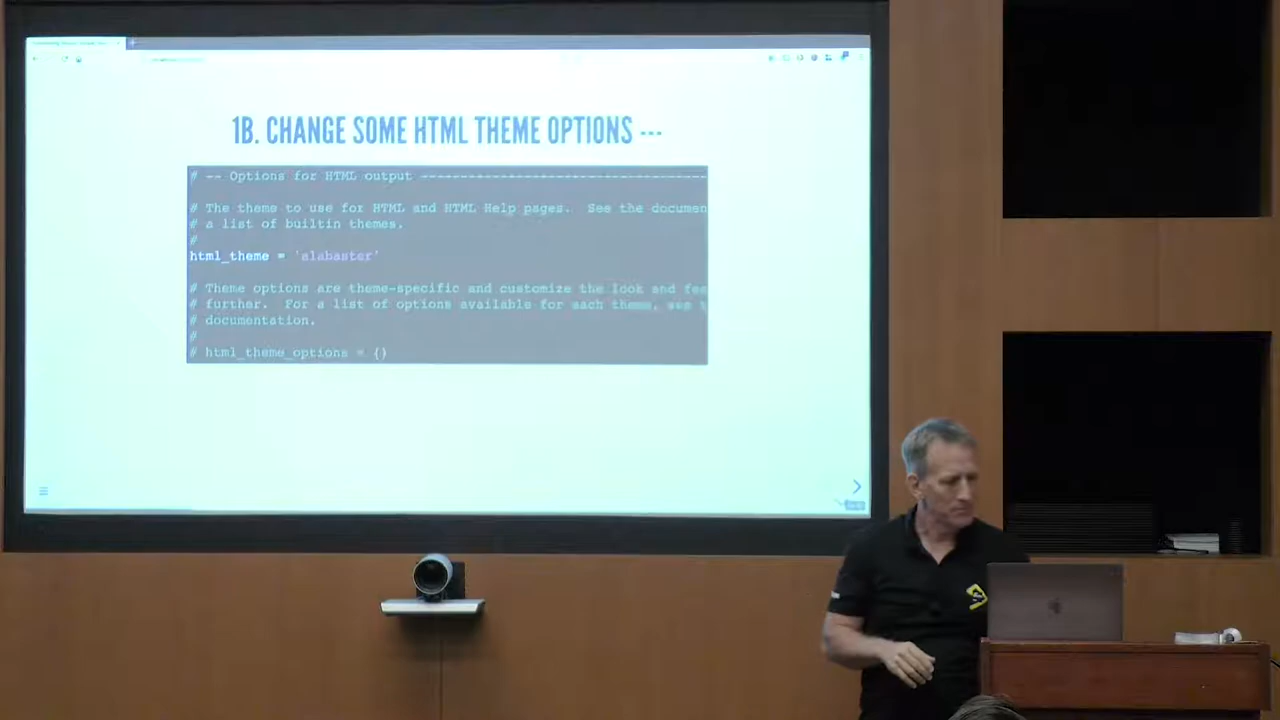 1B. CHANGE SOME HTML THEME OPTIONS ---
# -- Options for HTML output -------------------------------------
# The theme to use for HTML and HTML Help pages.  See the documen
# a list of builtin themes.
#
html_theme = 'alabaster'
# Theme options are theme-specific and customize the look and fee
# further.  For a list of options available for each theme, see t
# documentation.
#
# html_theme_options = {}